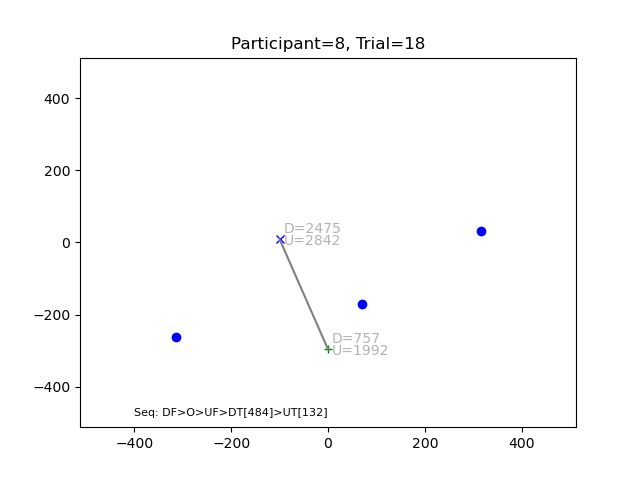 Participant=8, Trial=18
400
200
0
−200
−400
D=2475
U=2842
D=757
U=1992
Seq: DF>O>UF>DT[484]>UT[132]
−400 −200 0 200 400